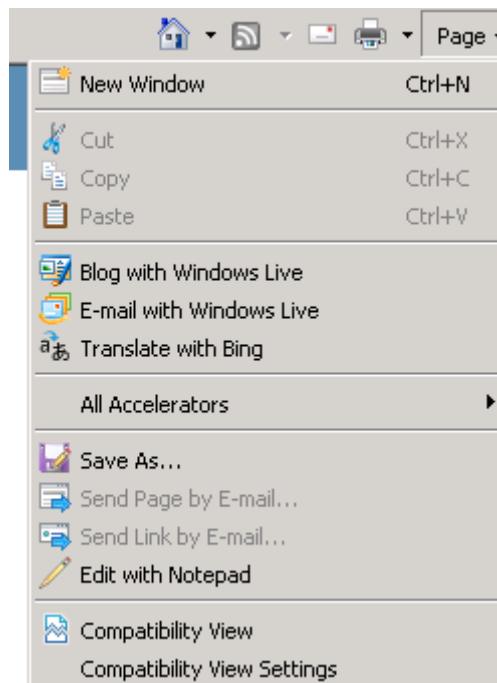 Page
New Window Ctrl+N
Cut Ctrl+X
Copy Ctrl+C
Paste Ctrl+V
Blog with Windows Live
E-mail with Windows Live
Translate with Bing
All Accelerators
Save As...
Send Page by E-mail...
Send Link by E-mail...
Edit with Notepad
Compatibility View
Compatibility View Settings